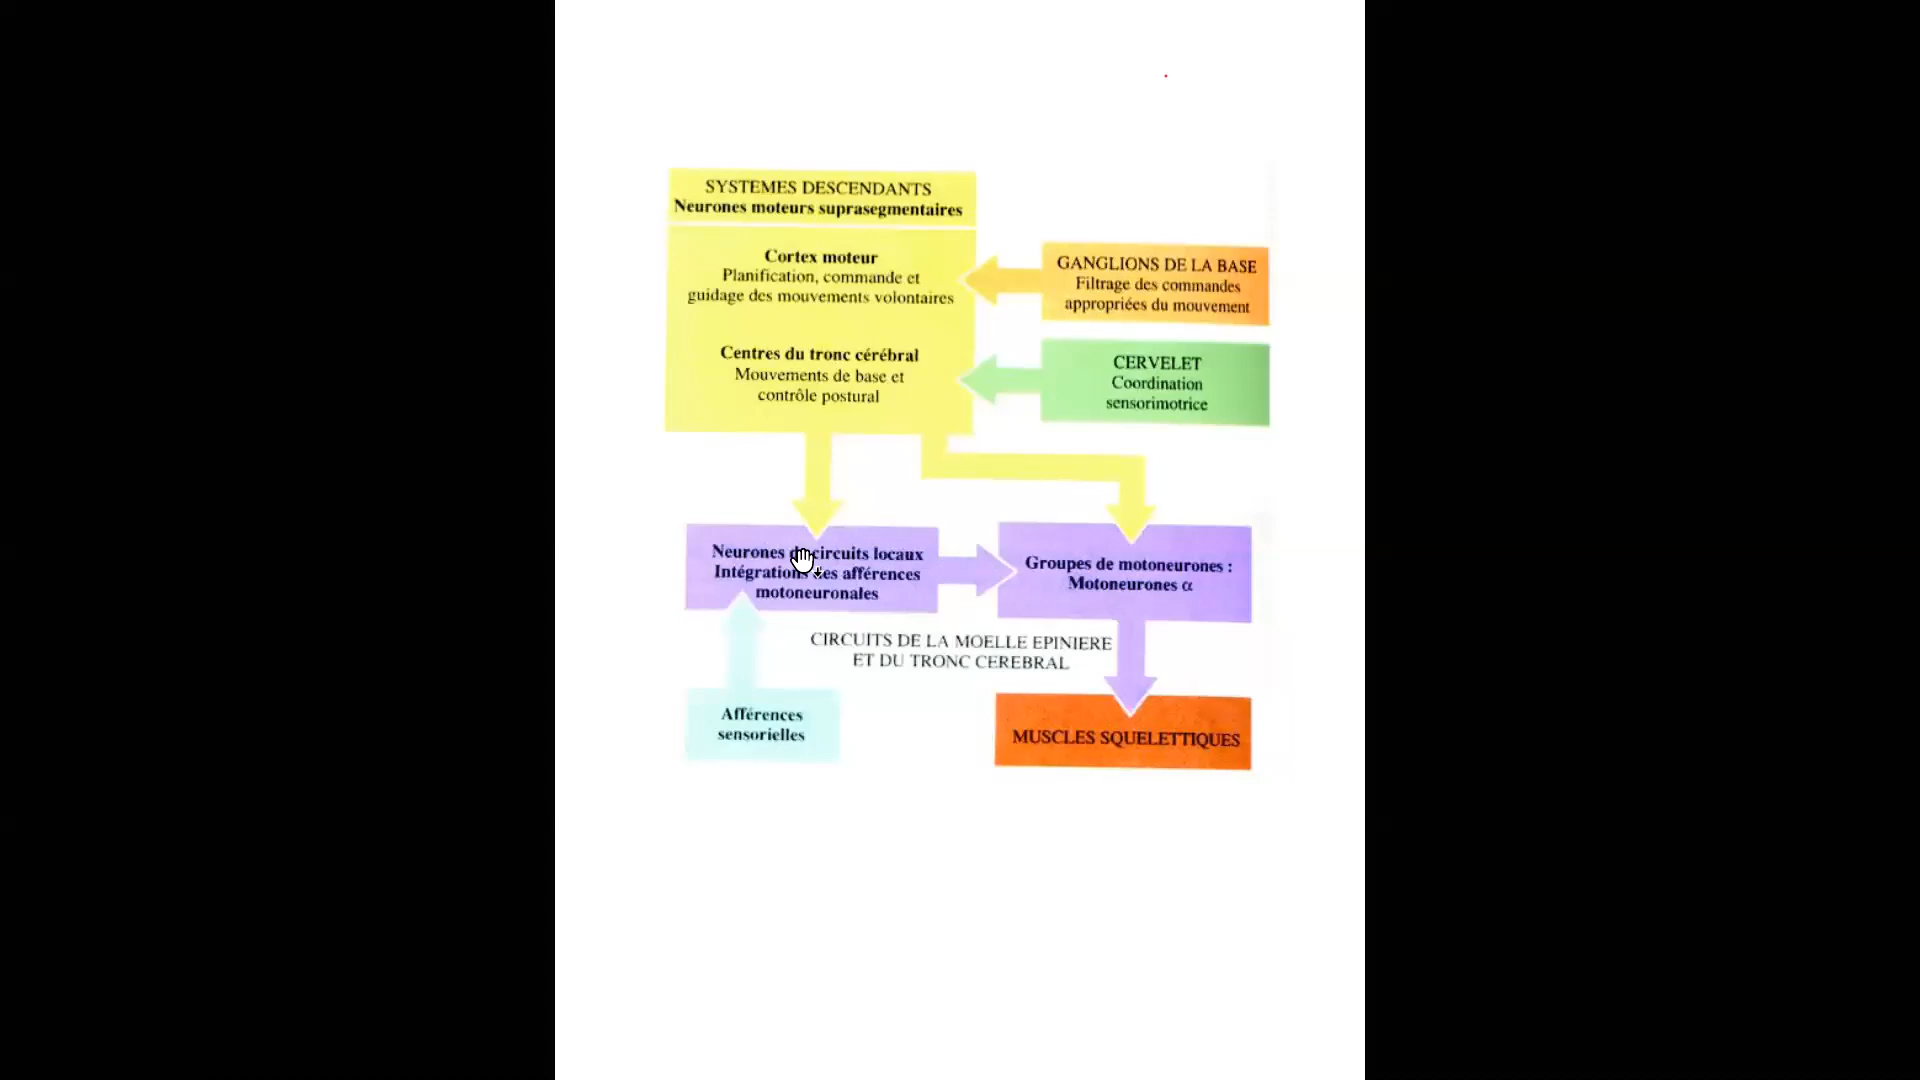 SYSTEMES DESCENDANTS
Neurones moteurs suprasegmentaires
Cortex moteur
Planification, commande et
guidage des mouvements volontaires
Centres du tronc cérébral
Mouvements de base et
contrôle postural
GANGLIONS DE LA BASE
Filtrage des commandes
appropriées du mouvement
CERVELET
Coordination
sensorimotrice
Neurones circuits locaux
Intégrations afférences
motoneuronales
Groupes de motoneurones :
Motoneurones α
CIRCUITS DE LA MOELLE EPINIERE
ET DU TRONC CEREBRAL
Afférences
sensorielles
MUSCLES SQUELETTIQUES